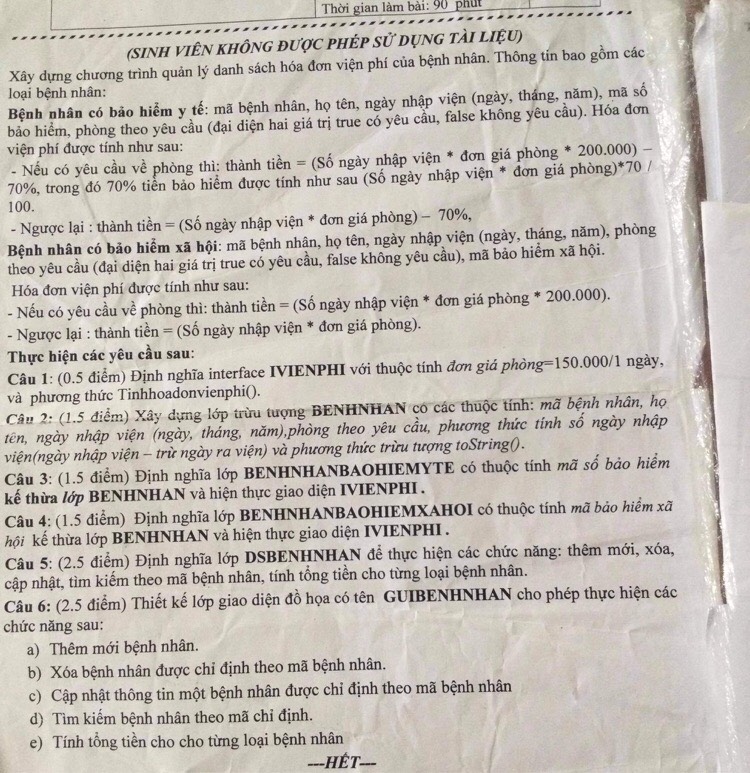 Thời gian làm bài: 90 phút
(SINH VIÊN KHÔNG ĐƯỢC PHÉP SỬ DỤNG TÀI LIỆU)
Xây dựng chương trình quản lý danh sách hóa đơn viện phí của bệnh nhân. Thông tin bao gồm các
loại bệnh nhân:
Bệnh nhân có bảo hiểm y tế: mã bệnh nhân, họ tên, ngày nhập viện (ngày, tháng, năm), mã số
bảo hiểm, phòng theo yêu cầu (đại diện hai giá trị true có yêu cầu, false không yêu cầu). Hóa đơn
viện phí được tính như sau:
- Nếu có yêu cầu về phòng thì: thành tiền = (Số ngày nhập viện * đơn giá phòng * 200.000) –
70%, trong đó 70% tiền bảo hiểm được tính như sau (Số ngày nhập viện * đơn giá phòng)*70 /
100.
- Ngược lại : thành tiền = (Số ngày nhập viện * đơn giá phòng) – 70%,
Bệnh nhân có bảo hiểm xã hội: mã bệnh nhân, họ tên, ngày nhập viện (ngày, tháng, năm), phòng
theo yêu cầu (đại diện hai giá trị true có yêu cầu, false không yêu cầu), mã bảo hiểm xã hội.
Hóa đơn viện phí được tính như sau:
- Nếu có yêu cầu về phòng thì: thành tiền = (Số ngày nhập viện * đơn giá phòng * 200.000).
- Ngược lại : thành tiền = (Số ngày nhập viện * đơn giá phòng).
Thực hiện các yêu cầu sau:
Câu 1: (0.5 điểm) Định nghĩa interface IVIENPHI với thuộc tính đơn giá phòng=150.000/1 ngày,
và phương thức Tinhhoadonvienphi().
Câu 2: (1.5 điểm) Xây dựng lớp trừu tượng BENHNHAN có các thuộc tính: mã bệnh nhân, họ
tên, ngày nhập viện (ngày, tháng, năm),phòng theo yêu cầu, phương thức tính số ngày nhập
viện(ngày nhập viện – trừ ngày ra viện) và phương thức trừu tượng toString().
Câu 3: (1.5 điểm) Định nghĩa lớp BENHNHANBAOHIEMYTE có thuộc tính mã số bảo hiểm
kế thừa lớp BENHNHAN và hiện thực giao diện IVIENPHI .
Câu 4: (1.5 điểm) Định nghĩa lớp BENHNHANBAOHIEMXAHOI có thuộc tính mã bảo hiểm xã
hội kế thừa lớp BENHNHAN và hiện thực giao diện IVIENPHI .
Câu 5: (2.5 điểm) Định nghĩa lớp DSBENHNHAN để thực hiện các chức năng: thêm mới, xóa,
cập nhật, tìm kiếm theo mã bệnh nhân, tính tổng tiền cho từng loại bệnh nhân.
Câu 6: (2.5 điểm) Thiết kế lớp giao diện đồ họa có tên GUIBENHNHAN cho phép thực hiện các
chức năng sau:
a) Thêm mới bệnh nhân.
b) Xóa bệnh nhân được chỉ định theo mã bệnh nhân.
c) Cập nhật thông tin một bệnh nhân được chỉ định theo mã bệnh nhân
d) Tìm kiếm bệnh nhân theo mã chỉ định.
e) Tính tổng tiền cho cho từng loại bệnh nhân
---HẾT---